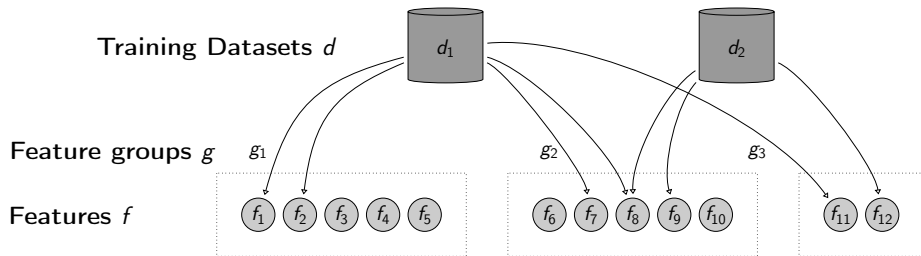 Training Datasets d d₁ d₂
Feature groups g g₁ g₂ g₃
Features f f₁ f₂ f₃ f₄ f₅ f₆ f₇ f₈ f₉ f₁₀ f₁₁ f₁₂